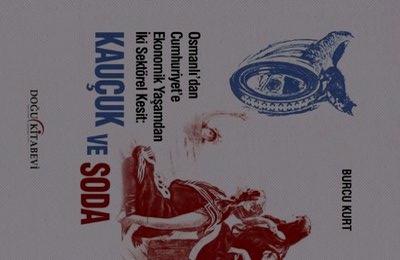 BURCU KURT
Osmanlı'dan
Cumhuriyet'e
Ekonomik Yaşamdan
İki Sektörel Kesit:
KAUÇUK VE SODA
DOĞU KİTABEVİ